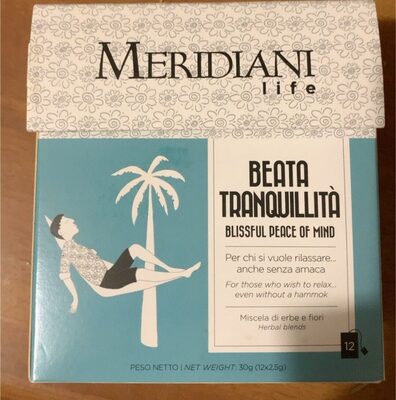 MERIDIANI
life
BEATA
TRANQUILLITÀ
BLISSFUL PEACE OF MIND
Per chi si vuole rilassare...
anche senza amaca
For those who wish to relax...
even without a hammok
Miscela di erbe e fiori
Herbal blends
12
PESO NETTO | NET WEIGHT: 30g (12x2,5g)